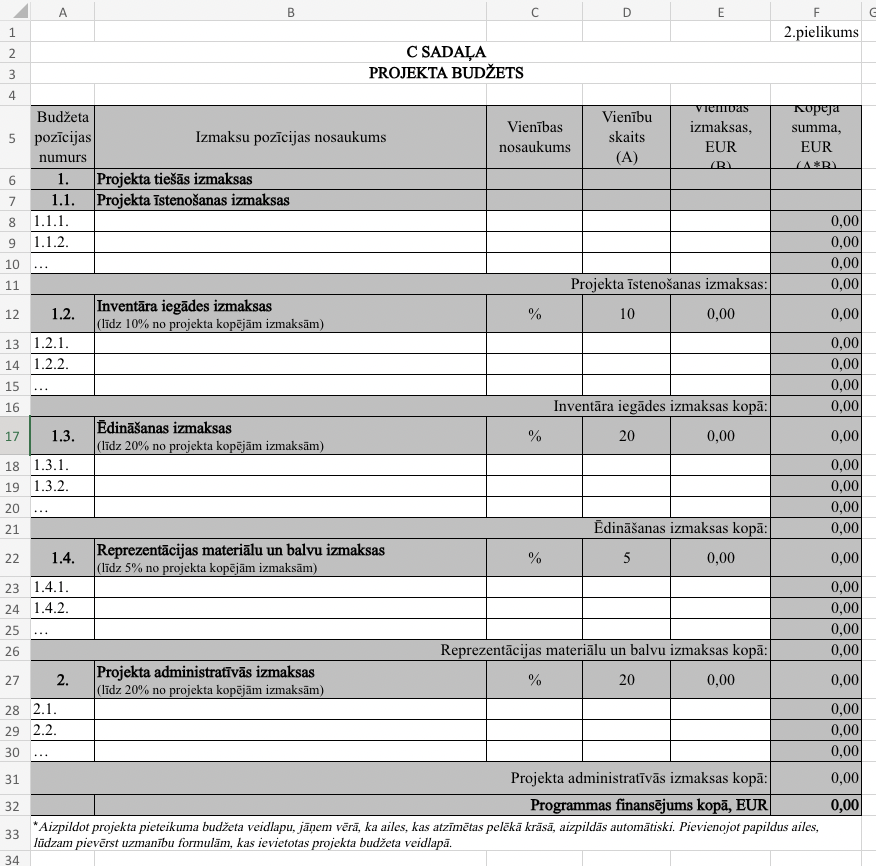 A B C D E F G
1 2.pielikums
2 C SADAĻA
3 PROJEKTA BUDŽETS
4
5 Budžeta pozīcijas numurs Izmaksu pozīcijas nosaukums Vienības nosaukums Vienību skaits (A) Vienības izmaksas, EUR (B) Kopējā summa, EUR (A*B)
6 1. Projekta tiešās izmaksas
7 1.1. Projekta īstenošanas izmaksas
8 1.1.1. 0,00
9 1.1.2. 0,00
10 … 0,00
11 Projekta īstenošanas izmaksas: 0,00
12 1.2. Inventāra iegādes izmaksas (līdz 10% no projekta kopējām izmaksām) % 10 0,00 0,00
13 1.2.1. 0,00
14 1.2.2. 0,00
15 … 0,00
16 Inventāra iegādes izmaksas kopā: 0,00
17 1.3. Ēdināšanas izmaksas (līdz 20% no projekta kopējām izmaksām) % 20 0,00 0,00
18 1.3.1. 0,00
19 1.3.2. 0,00
20 … 0,00
21 Ēdināšanas izmaksas kopā: 0,00
22 1.4. Reprezentācijas materiālu un balvu izmaksas (līdz 5% no projekta kopējām izmaksām) % 5 0,00 0,00
23 1.4.1. 0,00
24 1.4.2. 0,00
25 … 0,00
26 Reprezentācijas materiālu un balvu izmaksas kopā: 0,00
27 2. Projekta administratīvās izmaksas (līdz 20% no projekta kopējām izmaksām) % 20 0,00 0,00
28 2.1. 0,00
29 2.2. 0,00
30 … 0,00
31 Projekta administratīvās izmaksas kopā: 0,00
32 Programmas finansējums kopā, EUR 0,00
33 *Aizpildot projekta pieteikuma budžeta veidlapu, jāņem vērā, ka ailes, kas atzīmētas pelēkā krāsā, aizpildās automātiski. Pievienojot papildus ailes,
lūdzam pievērst uzmanību formulām, kas ievietotas projekta budžeta veidlapā.
34